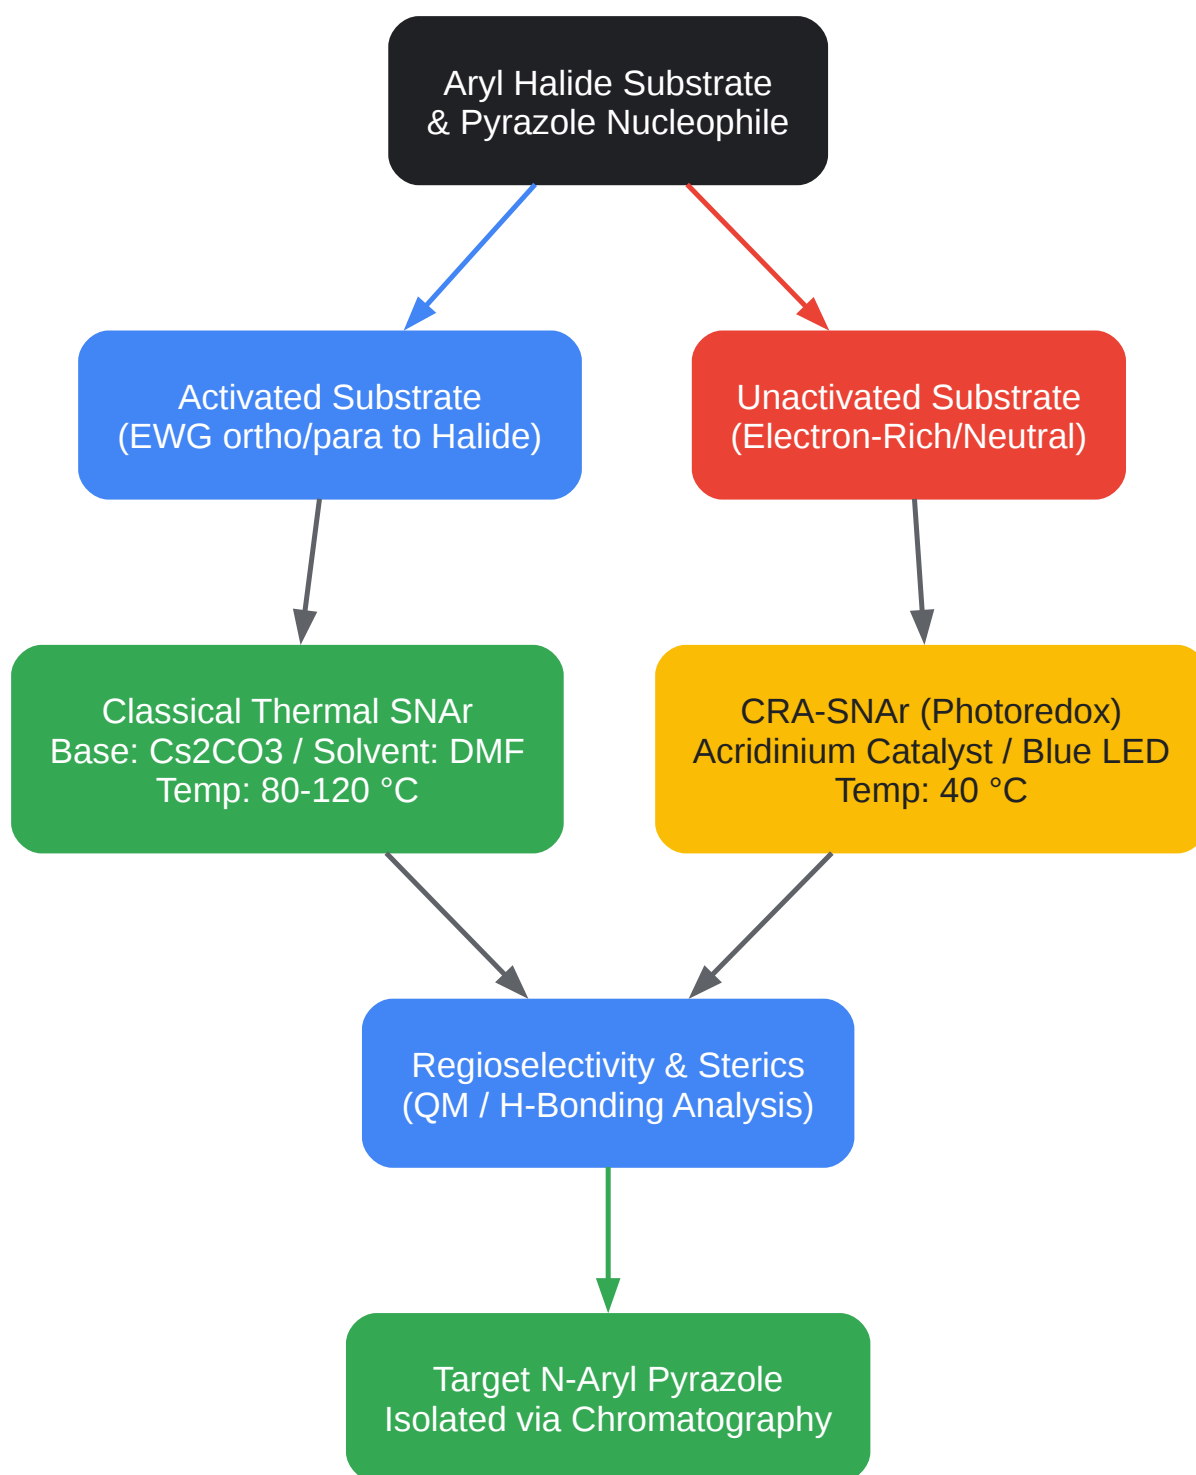 Aryl Halide Substrate
& Pyrazole Nucleophile
Activated Substrate
(EWG ortho/para to Halide)
Unactivated Substrate
(Electron-Rich/Neutral)
Classical Thermal SNAr
Base: Cs2CO3 / Solvent: DMF
Temp: 80-120 °C
CRA-SNAr (Photoredox)
Acridinium Catalyst / Blue LED
Temp: 40 °C
Regioselectivity & Sterics
(QM / H-Bonding Analysis)
Target N-Aryl Pyrazole
Isolated via Chromatography